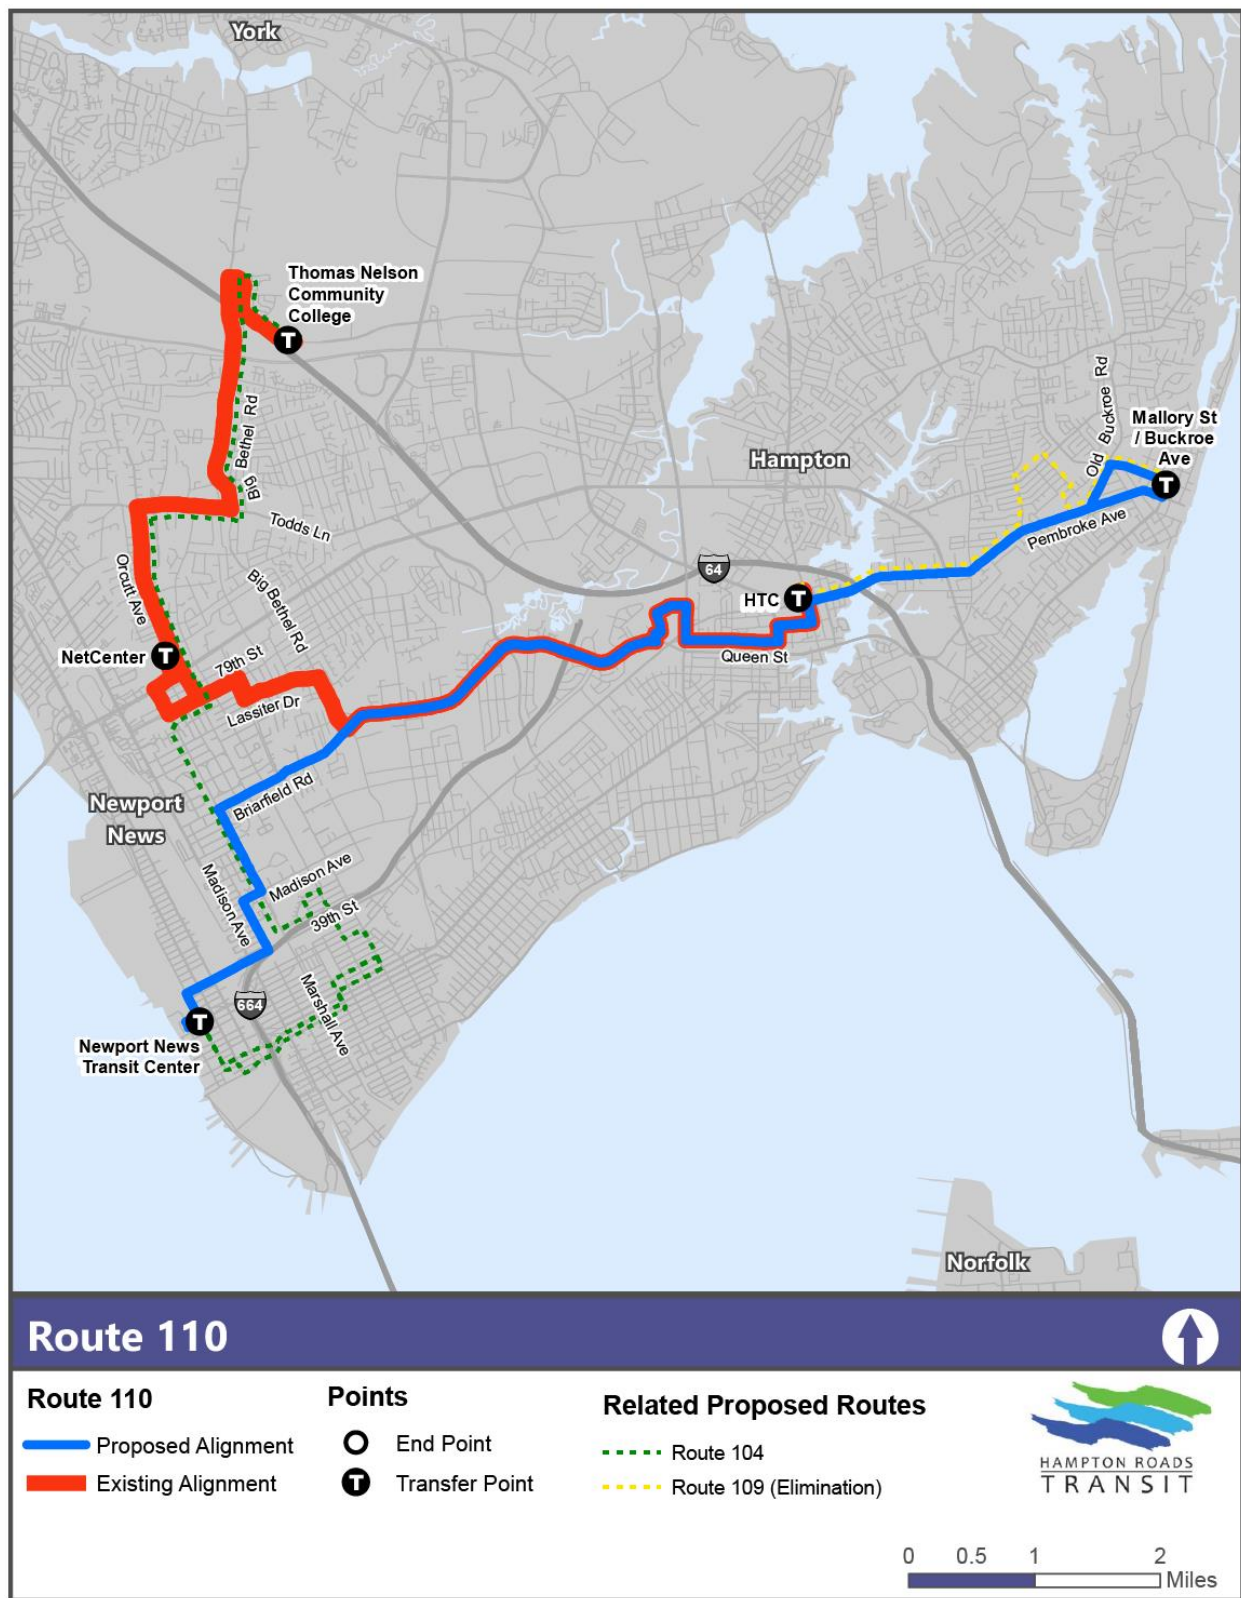 York
Thomas Nelson
Community
College
T
Big Bethel Rd
Old Buckroe Rd
Mallory St
/ Buckroe
Ave
T
Hampton
Todds Ln
Pembroke Ave
Orcutt Ave
Big Bethel Rd
64
HTC T
NetCenter T
79th St
Queen St
Lassiter Dr
Newport
News
Briarfield Rd
Madison Ave
Madison Ave
39th St
Marshall Ave
664
T
Newport News
Transit Center
Norfolk
Route 110
Route 110
Proposed Alignment
Existing Alignment
Points
End Point
T Transfer Point
Related Proposed Routes
Route 104
Route 109 (Elimination)
HAMPTON ROADS
TRANSIT
0 0.5 1 2
Miles